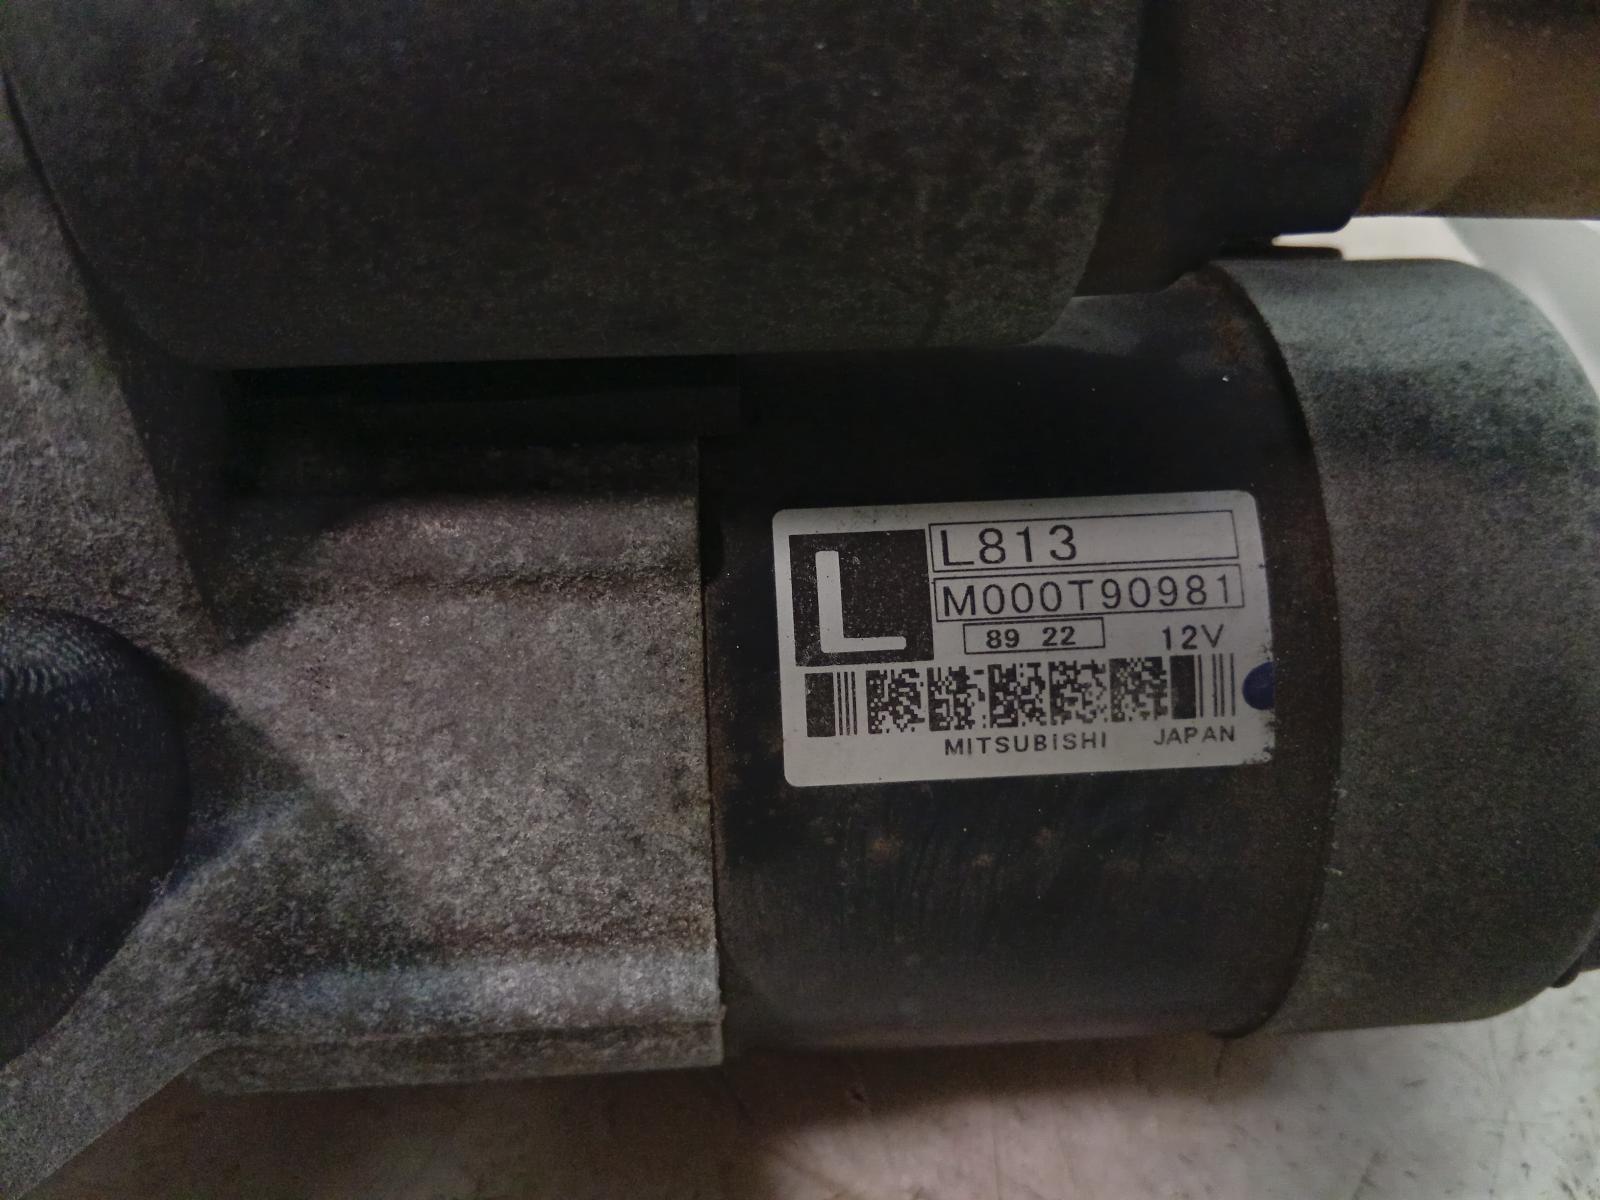 L
L813
M000T90981
89 22 12V
MITSUBISHI JAPAN